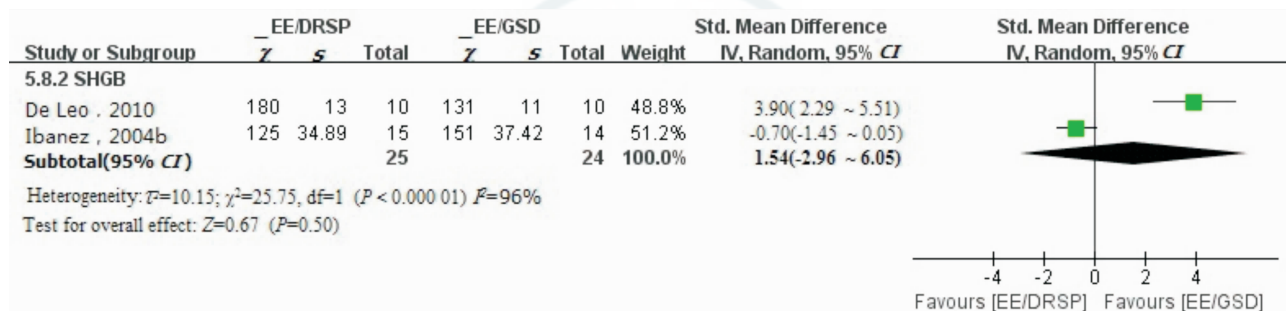 _EE/DRSP _EE/GSD Std. Mean Difference Std. Mean Difference
Study or Subgroup χ s Total χ s Total Weight IV, Random, 95% CI IV, Random, 95% CI
5.8.2 SHGB
De Leo . 2010 180 13 10 131 11 10 48.8% 3.90( 2.29 ~ 5.51)
Ibanez , 2004b 125 34.89 15 151 37.42 14 51.2% -0.70(-1.45 ~ 0.05)
Subtotal(95% CI) 25 24 100.0% 1.54(-2.96 ~ 6.05)
Heterogeneity: τ²=10.15; χ²=25.75, df=1 (P < 0.000 01) I²=96%
Test for overall effect: Z=0.67 (P=0.50)
-4 -2 0 2 4
Favours [EE/DRSP] Favours [EE/GSD]